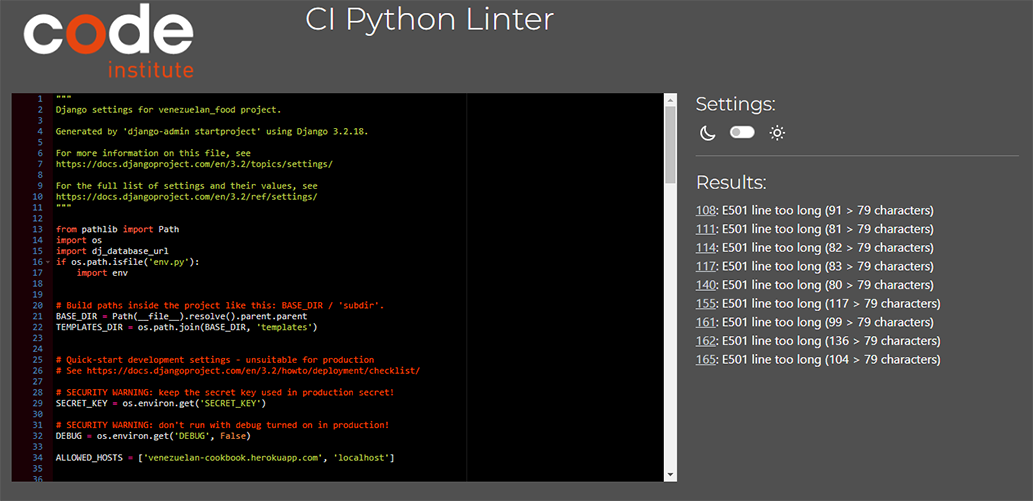 code
institute
CI Python Linter
1 """
2 Django settings for venezuelan_food project.
3
4 Generated by 'django-admin startproject' using Django 3.2.18.
5
6 For more information on this file, see
7 https://docs.djangoproject.com/en/3.2/topics/settings/
8
9 For the full list of settings and their values, see
10 https://docs.djangoproject.com/en/3.2/ref/settings/
11 """
12
13 from pathlib import Path
14 import os
15 import dj_database_url
16 if os.path.isfile('env.py'):
17     import env
18
19
20 # Build paths inside the project like this: BASE_DIR / 'subdir'.
21 BASE_DIR = Path(__file__).resolve().parent.parent
22 TEMPLATES_DIR = os.path.join(BASE_DIR, 'templates')
23
24
25 # Quick-start development settings - unsuitable for production
26 # See https://docs.djangoproject.com/en/3.2/howto/deployment/checklist/
27
28 # SECURITY WARNING: keep the secret key used in production secret!
29 SECRET_KEY = os.environ.get('SECRET_KEY')
30
31 # SECURITY WARNING: don't run with debug turned on in production!
32 DEBUG = os.environ.get('DEBUG', False)
33
34 ALLOWED_HOSTS = ['venezuelan-cookbook.herokuapp.com', 'localhost']
35
36
Settings:
Results:
108: E501 line too long (91 > 79 characters)
111: E501 line too long (81 > 79 characters)
114: E501 line too long (82 > 79 characters)
117: E501 line too long (83 > 79 characters)
140: E501 line too long (80 > 79 characters)
155: E501 line too long (117 > 79 characters)
161: E501 line too long (99 > 79 characters)
162: E501 line too long (136 > 79 characters)
165: E501 line too long (104 > 79 characters)